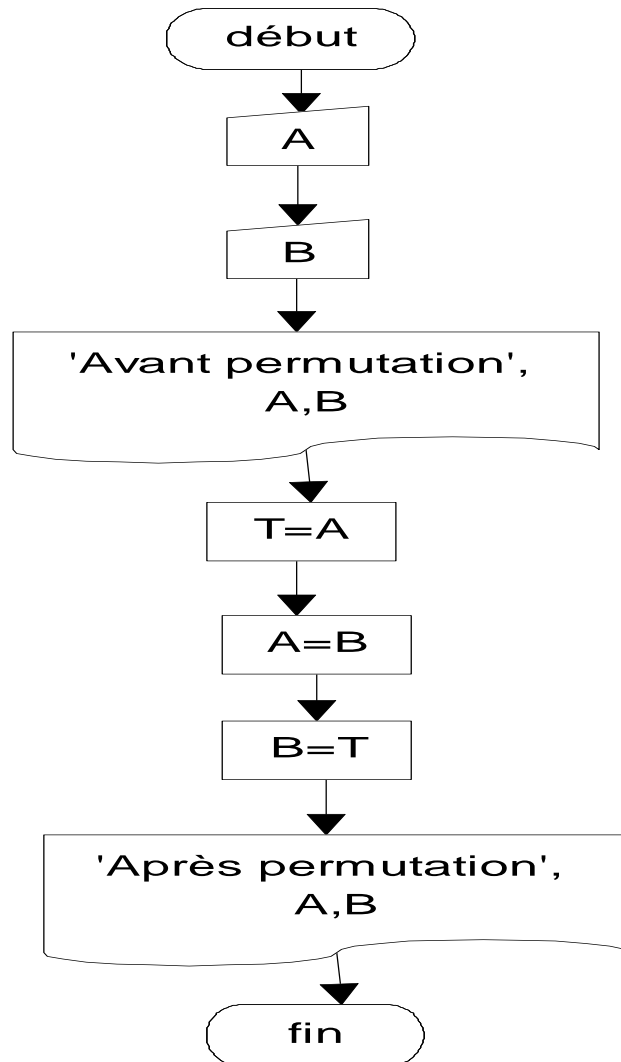 début
A
B
'Avant permutation',
A,B
T=A
A=B
B=T
'Après permutation',
A,B
fin